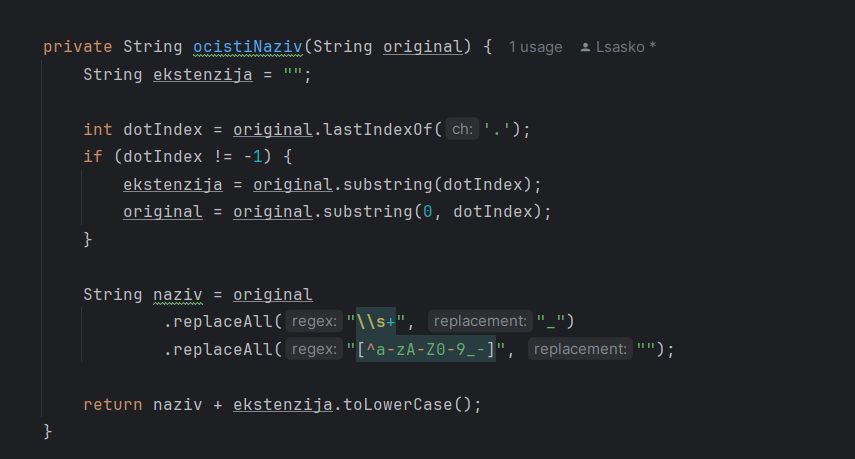 private String ocistiNaziv(String original) { 1 usage Lsasko *
String ekstenzija = "";
int dotIndex = original.lastIndexOf( ch: '.');
if (dotIndex != -1) {
ekstenzija = original.substring(dotIndex);
original = original.substring(0, dotIndex);
}
String naziv = original
.replaceAll( regex: "\\s+", replacement: "_")
.replaceAll( regex: "[^a-zA-Z0-9_-]", replacement: "");
return naziv + ekstenzija.toLowerCase();
}